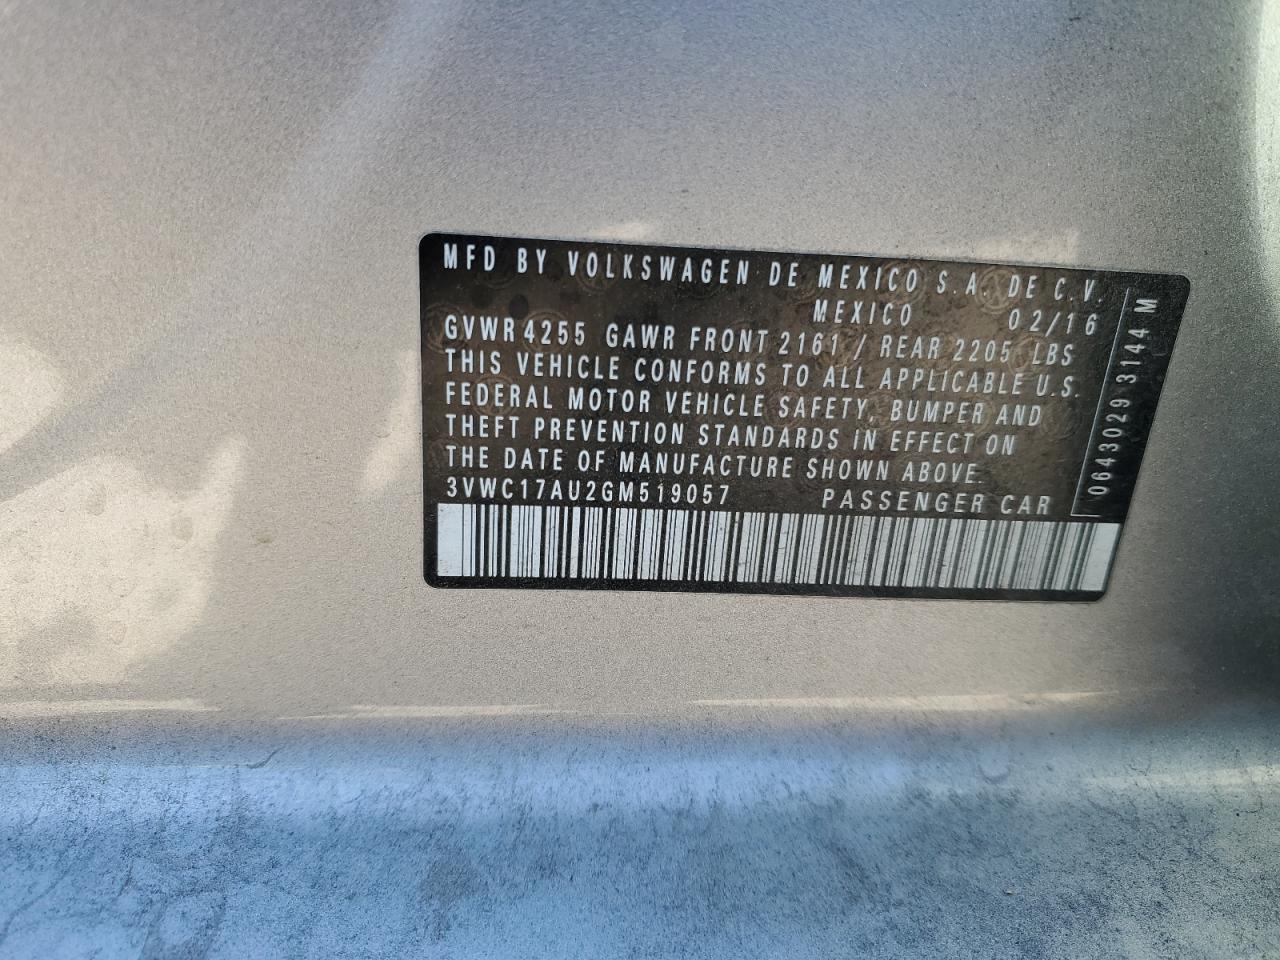 MFD BY VOLKSWAGEN DE MEXICO S.A. DE C.V.
MEXICO 02/16
GVWR 4255 GAWR FRONT 2161 / REAR 2205 LBS
THIS VEHICLE CONFORMS TO ALL APPLICABLE U.S.
FEDERAL MOTOR VEHICLE SAFETY, BUMPER AND
THEFT PREVENTION STANDARDS IN EFFECT ON
THE DATE OF MANUFACTURE SHOWN ABOVE.
3VWC17AU2GM519057 PASSENGER CAR
0643029 3144 M